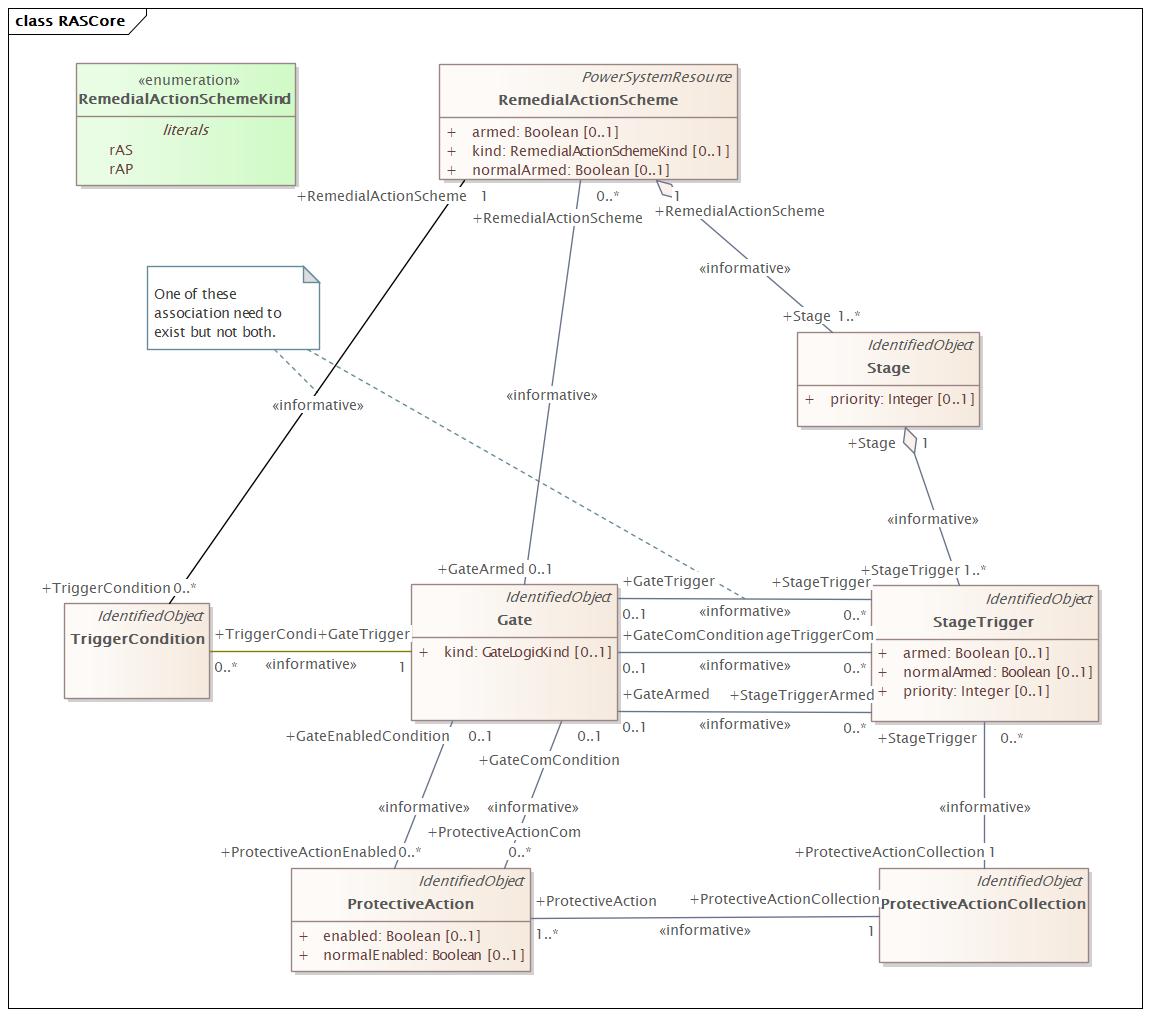 class RASCore
«enumeration»
RemedialActionSchemeKind
literals
rAS
rAP
PowerSystemResource
RemedialActionScheme
+ armed: Boolean [0..1]
+ kind: RemedialActionSchemeKind [0..1]
+ normalArmed: Boolean [0..1]
+RemedialActionScheme 1
0..*
+RemedialActionScheme
1
+RemedialActionScheme
«informative»
One of these
association need to
exist but not both.
+Stage 1..*
IdentifiedObject
Stage
+ priority: Integer [0..1]
«informative»
«informative»
+Stage 1
«informative»
+GateArmed 0..1
+StageTrigger 1..*
+TriggerCondition 0..*
IdentifiedObject
TriggerCondition
+TriggerCondi
+GateTrigger
0..*
«informative»
1
IdentifiedObject
Gate
+ kind: GateLogicKind [0..1]
+GateTrigger
+StageTrigger
0..1
«informative»
0..*
+GateComCondition
ageTriggerCom
0..1
«informative»
0..*
+GateArmed
+StageTriggerArmed
0..1
«informative»
0..*
IdentifiedObject
StageTrigger
+ armed: Boolean [0..1]
+ normalArmed: Boolean [0..1]
+ priority: Integer [0..1]
+GateEnabledCondition 0..1
0..1
+GateComCondition
+StageTrigger 0..*
«informative»
«informative»
«informative»
+ProtectiveActionCom
+ProtectiveActionEnabled 0..*
0..*
+ProtectiveActionCollection 1
IdentifiedObject
ProtectiveAction
+ enabled: Boolean [0..1]
+ normalEnabled: Boolean [0..1]
+ProtectiveAction
+ProtectiveActionCollection
1..*
«informative»
1
IdentifiedObject
ProtectiveActionCollection